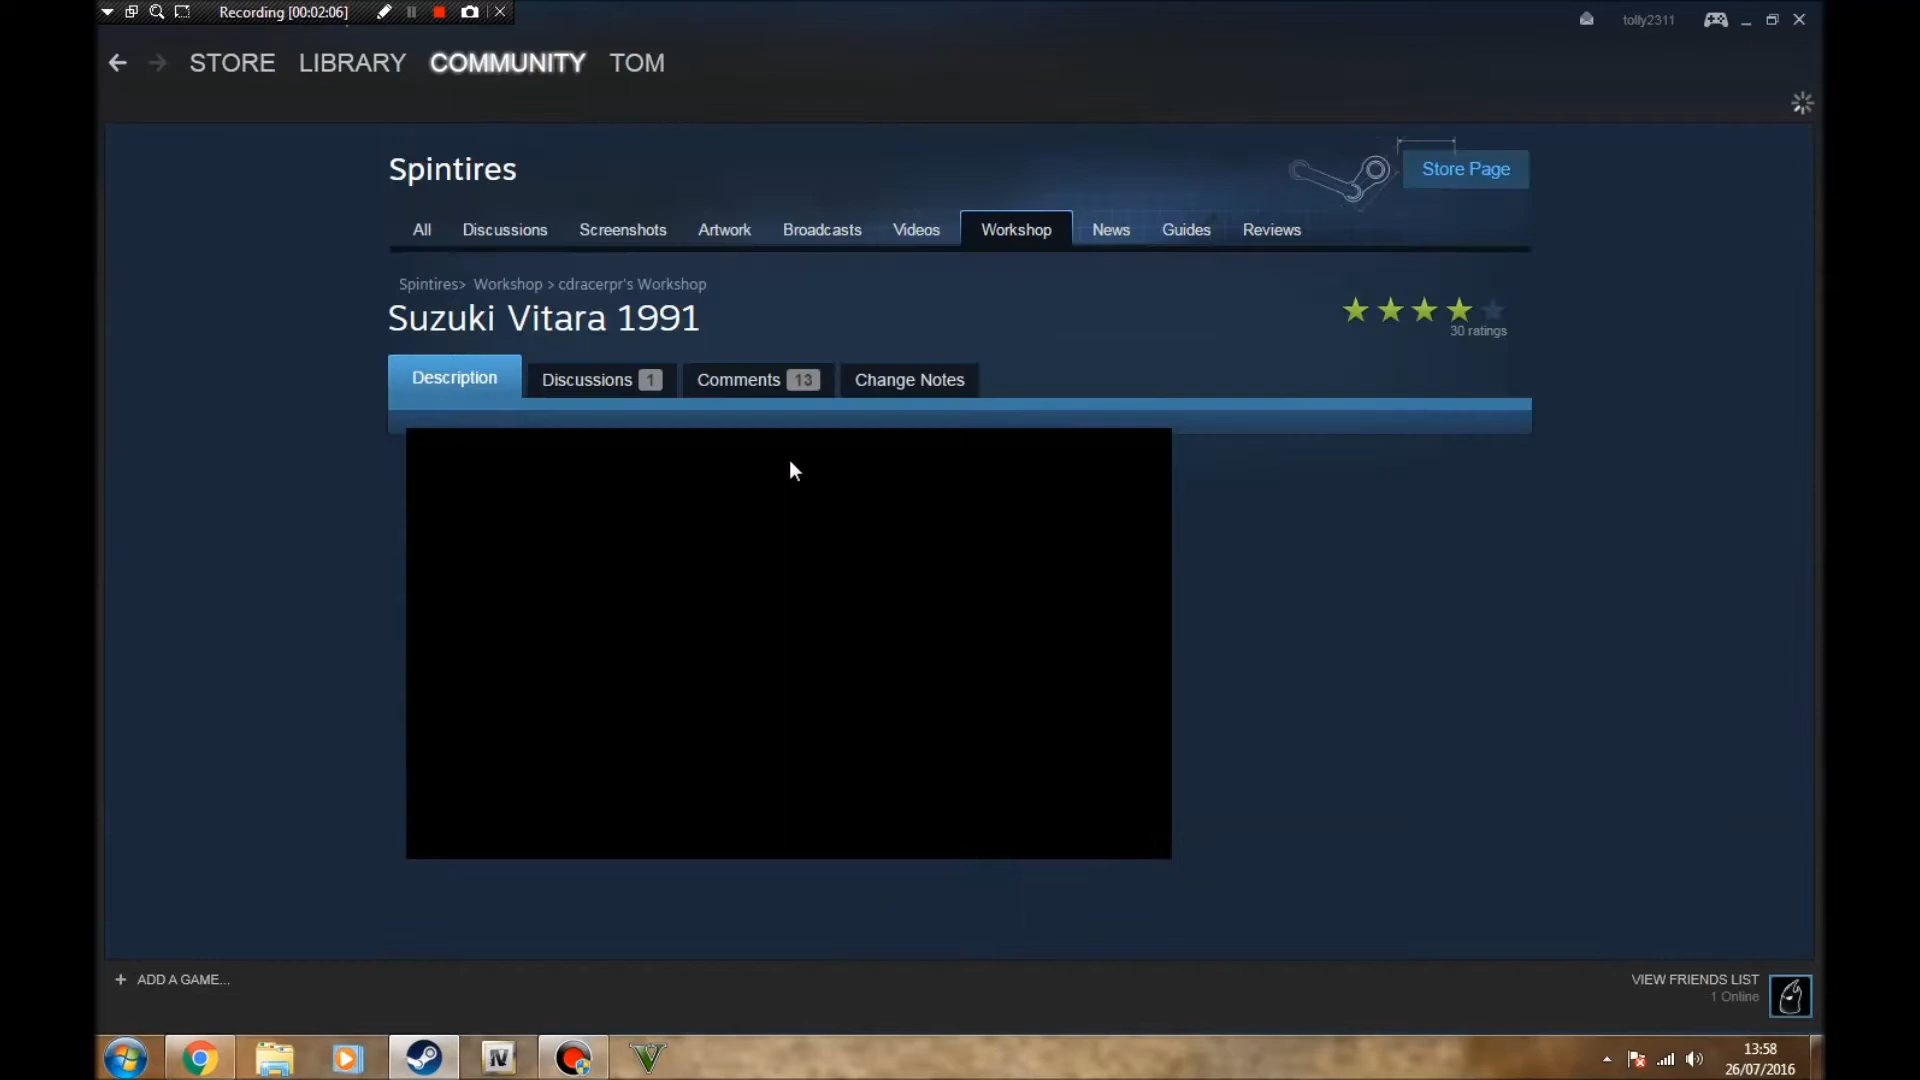 Recording [00:02:06]
tolly2311
STORE LIBRARY COMMUNITY TOM
Spintires
Store Page
All Discussions Screenshots Artwork Broadcasts Videos Workshop News Guides Reviews
Spintires> Workshop > cdracerpr's Workshop
Suzuki Vitara 1991
30 ratings
Description Discussions 1 Comments 13 Change Notes
+ ADD A GAME...
VIEW FRIENDS LIST
1 Online
IV
V
13:58
26/07/2016